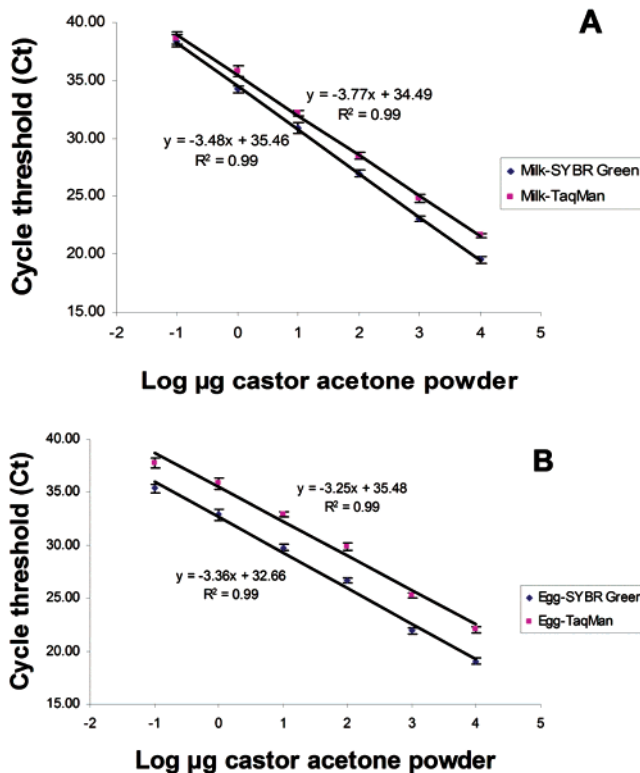 A
Cycle threshold (Ct)
40.00
35.00
30.00
25.00
20.00
15.00
y = -3.77x + 34.49
R² = 0.99
y = -3.48x + 35.46
R² = 0.99
Milk-SYBR Green
Milk-TaqMan
-2 -1 0 1 2 3 4 5
Log µg castor acetone powder
B
Cycle threshold (Ct)
40.00
35.00
30.00
25.00
20.00
15.00
y = -3.25x + 35.48
R² = 0.99
y = -3.36x + 32.66
R² = 0.99
Egg-SYBR Green
Egg-TaqMan
-2 -1 0 1 2 3 4 5
Log µg castor acetone powder